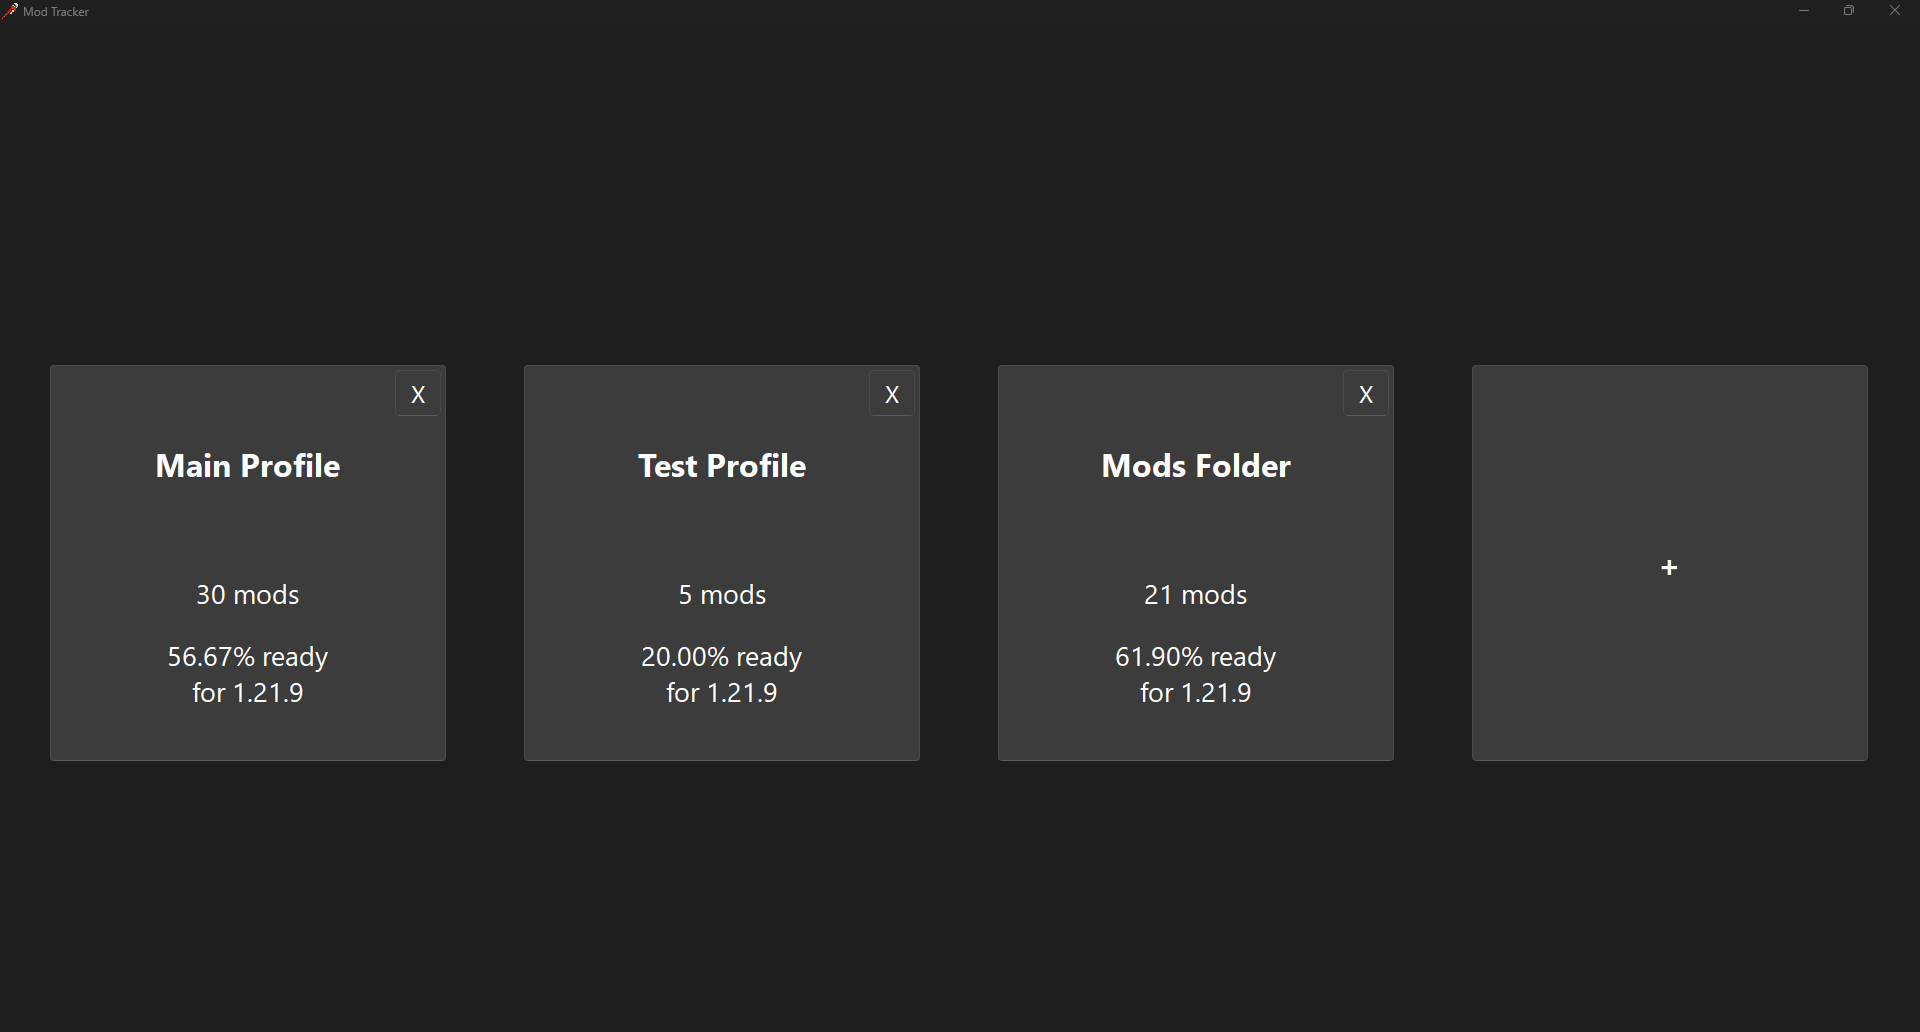 Mod Tracker
X
Main Profile
30 mods
56.67% ready
for 1.21.9
X
Test Profile
5 mods
20.00% ready
for 1.21.9
X
Mods Folder
21 mods
61.90% ready
for 1.21.9
+